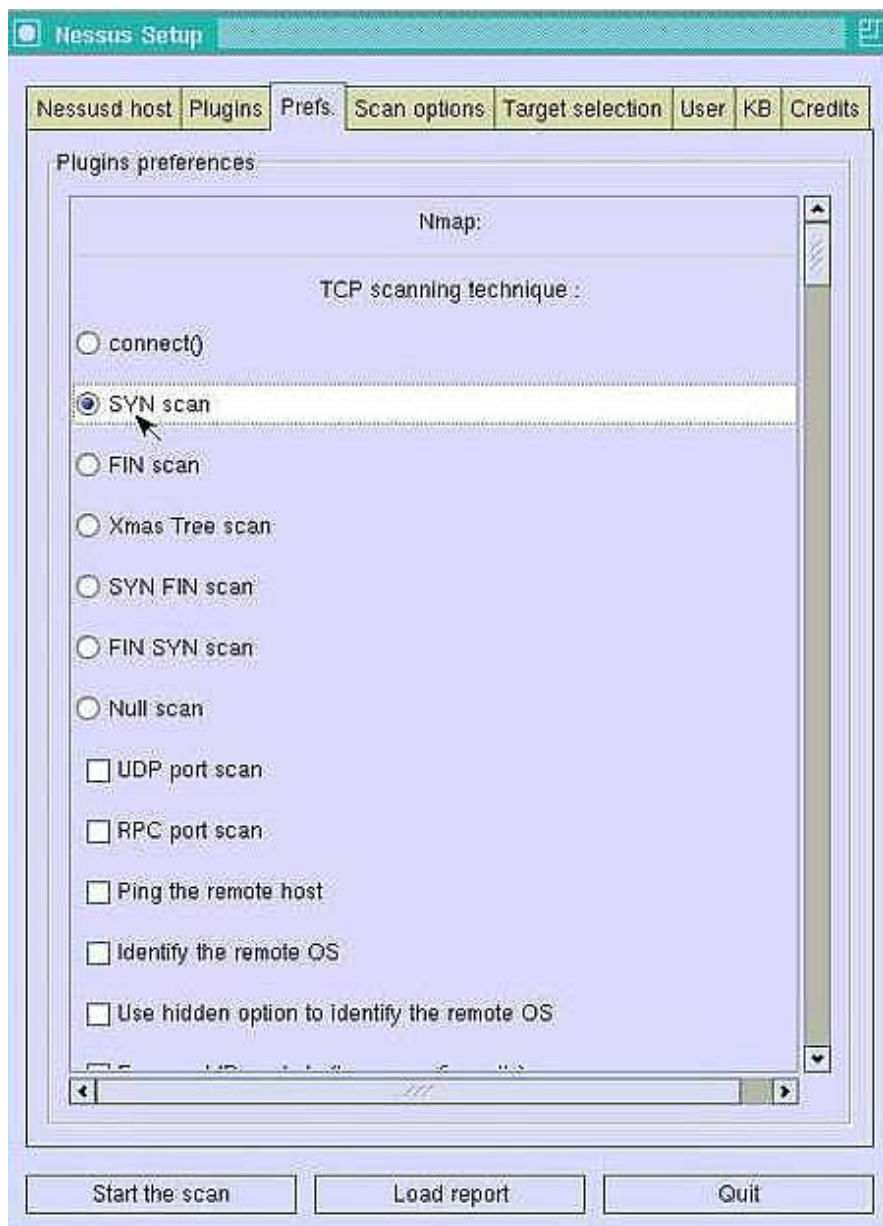 Nessus Setup
Nessusd host Plugins Prefs. Scan options Target selection User KB Credits
Plugins preferences
Nmap:
TCP scanning technique :
connect()
SYN scan
FIN scan
Xmas Tree scan
SYN FIN scan
FIN SYN scan
Null scan
UDP port scan
RPC port scan
Ping the remote host
Identify the remote OS
Use hidden option to identify the remote OS
Start the scan Load report Quit